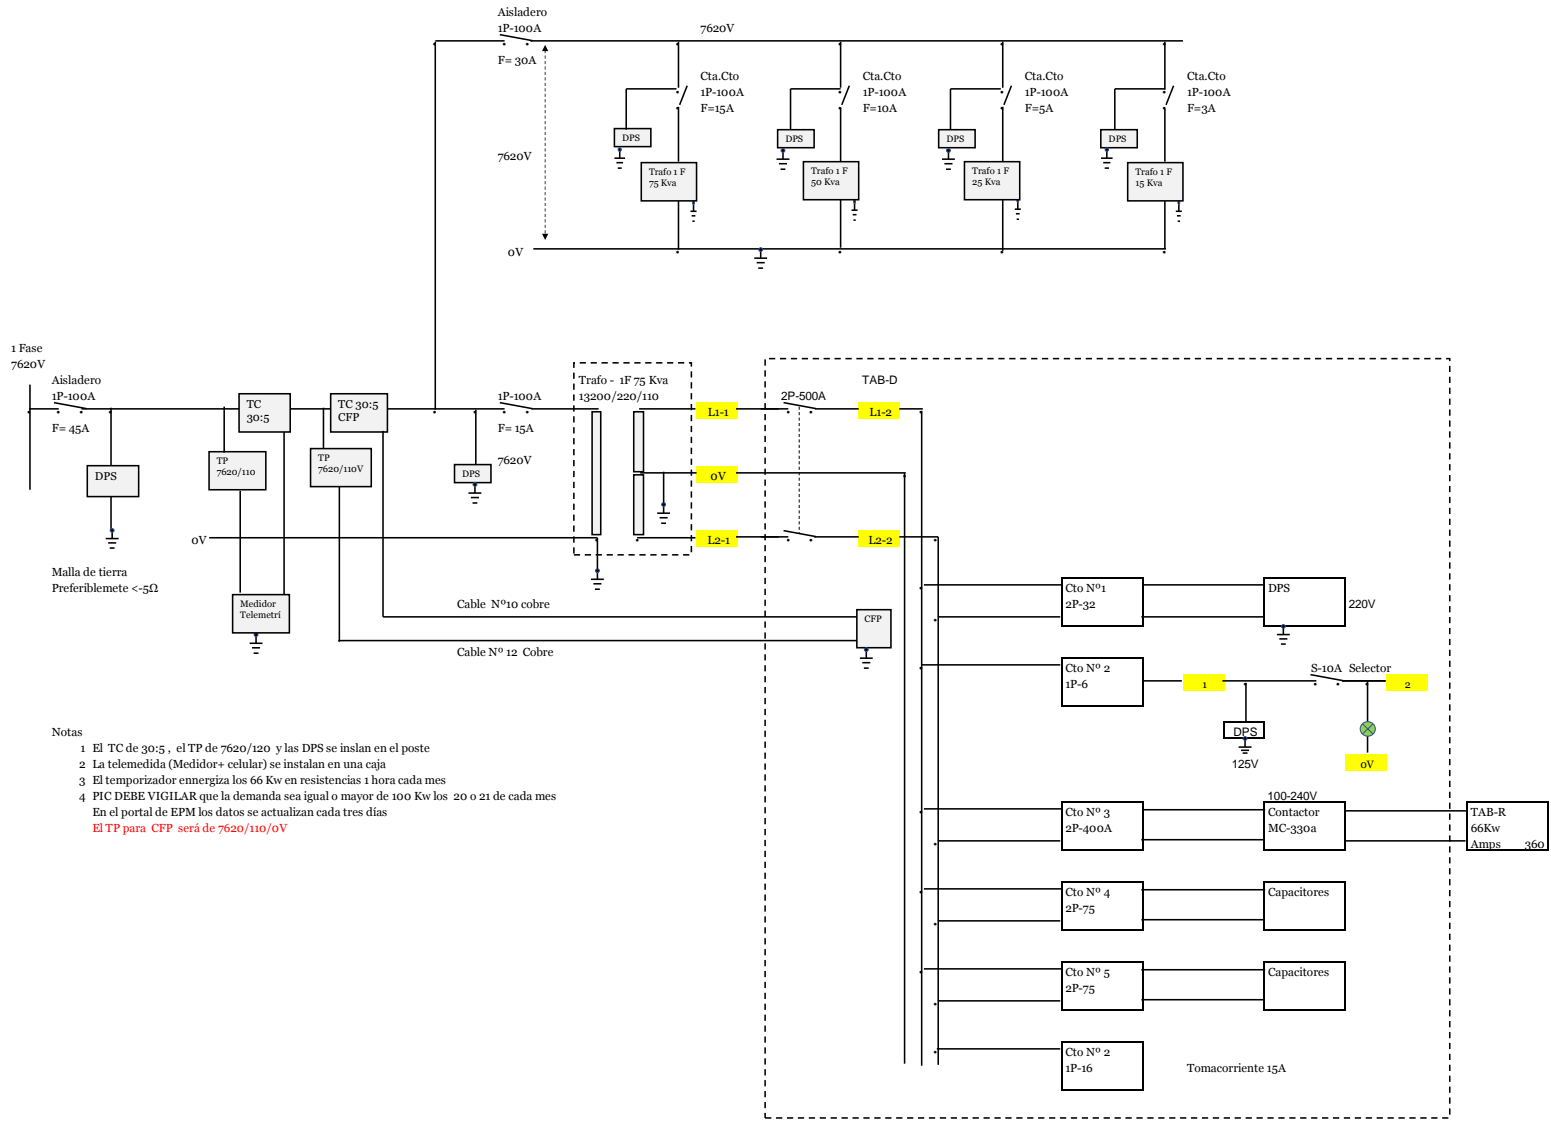 Aisladero
1P-100A
7620V
F= 30A
Cta.Cto
1P-100A
F=15A
Cta.Cto
1P-100A
F=10A
Cta.Cto
1P-100A
F=5A
Cta.Cto
1P-100A
F=3A
DPS
DPS
DPS
DPS
7620V
Trafo 1 F
75 Kva
Trafo 1 F
50 Kva
Trafo 1 F
25 Kva
Trafo 1 F
15 Kva
0V
1 Fase
7620V
Aisladero
1P-100A
F= 45A
TC
30:5
TC 30:5
CFP
1P-100A
F= 15A
7620V
Trafo - 1F 75 Kva
13200/220/110
L1-1
2P-500A
TAB-D
L1-2
DPS
TP
7620/110
TP
7620/110V
DPS
0V
0V
L2-1
L2-2
Malla de tierra
Preferiblemete <-5Ω
Medidor
Telemetrí
Cable Nº10 cobre
Cable Nº 12 Cobre
CFP
Cto Nº1
2P-32
DPS
220V
Cto Nº 2
1P-6
1
S-10A Selector
2
DPS
125V
0V
Notas
1 El TC de 30:5 , el TP de 7620/120 y las DPS se inslan en el poste
2 La telemedida (Medidor+ celular) se instalan en una caja
3 El temporizador ennergiza los 66 Kw en resistencias 1 hora cada mes
4 PIC DEBE VIGILAR que la demanda sea igual o mayor de 100 Kw los 20 o 21 de cada mes
En el portal de EPM los datos se actualizan cada tres días
El TP para CFP será de 7620/110/0V
Cto Nº 3
2P-400A
100-240V
Contactor
MC-330a
TAB-R
66Kw
Amps 360
Cto Nº 4
2P-75
Capacitores
Cto Nº 5
2P-75
Capacitores
Cto Nº 2
1P-16
Tomacorriente 15A